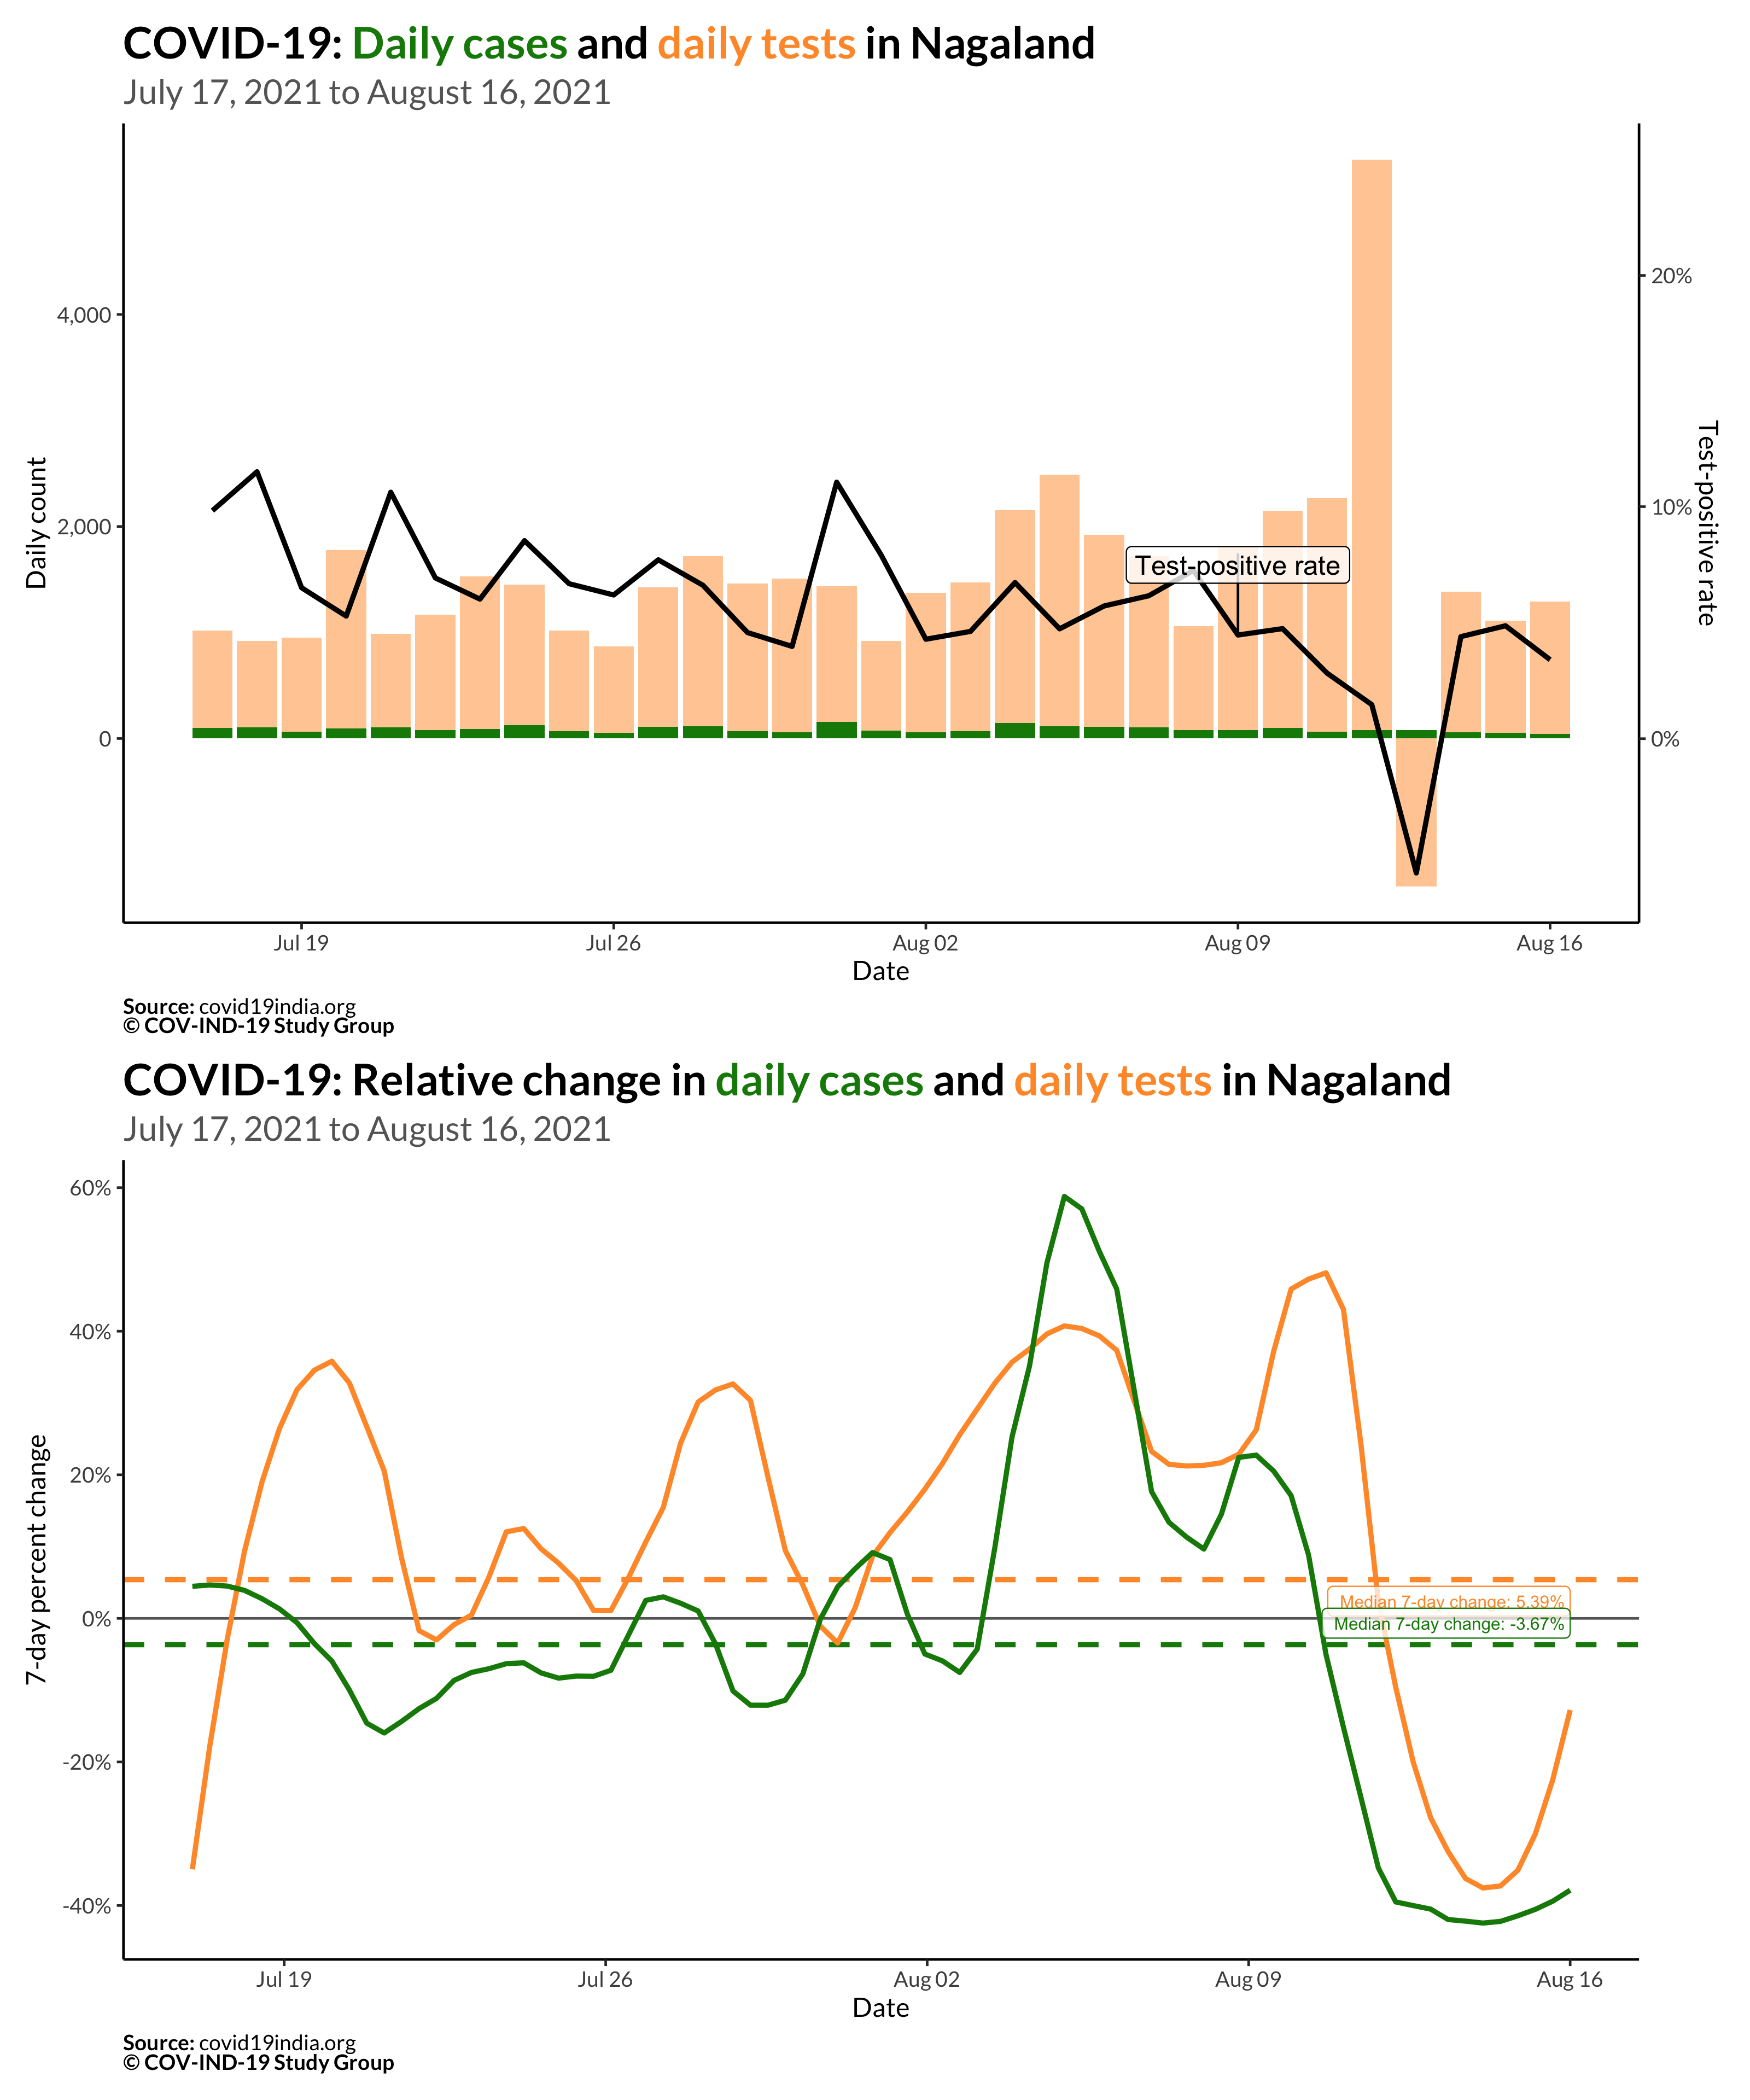 COVID-19: Daily cases and daily tests in Nagaland
July 17, 2021 to August 16, 2021
Daily count
4,000
2,000
0
20%
10%
0%
Test-positive rate
Test-positive rate
Jul 19
Jul 26
Aug 02
Aug 09
Aug 16
Date
Source: covid19india.org
© COV-IND-19 Study Group
COVID-19: Relative change in daily cases and daily tests in Nagaland
July 17, 2021 to August 16, 2021
7-day percent change
60%
40%
20%
0%
-20%
-40%
Median 7-day change: 5.39%
Median 7-day change: -3.67%
Jul 19
Jul 26
Aug 02
Aug 09
Aug 16
Date
Source: covid19india.org
© COV-IND-19 Study Group